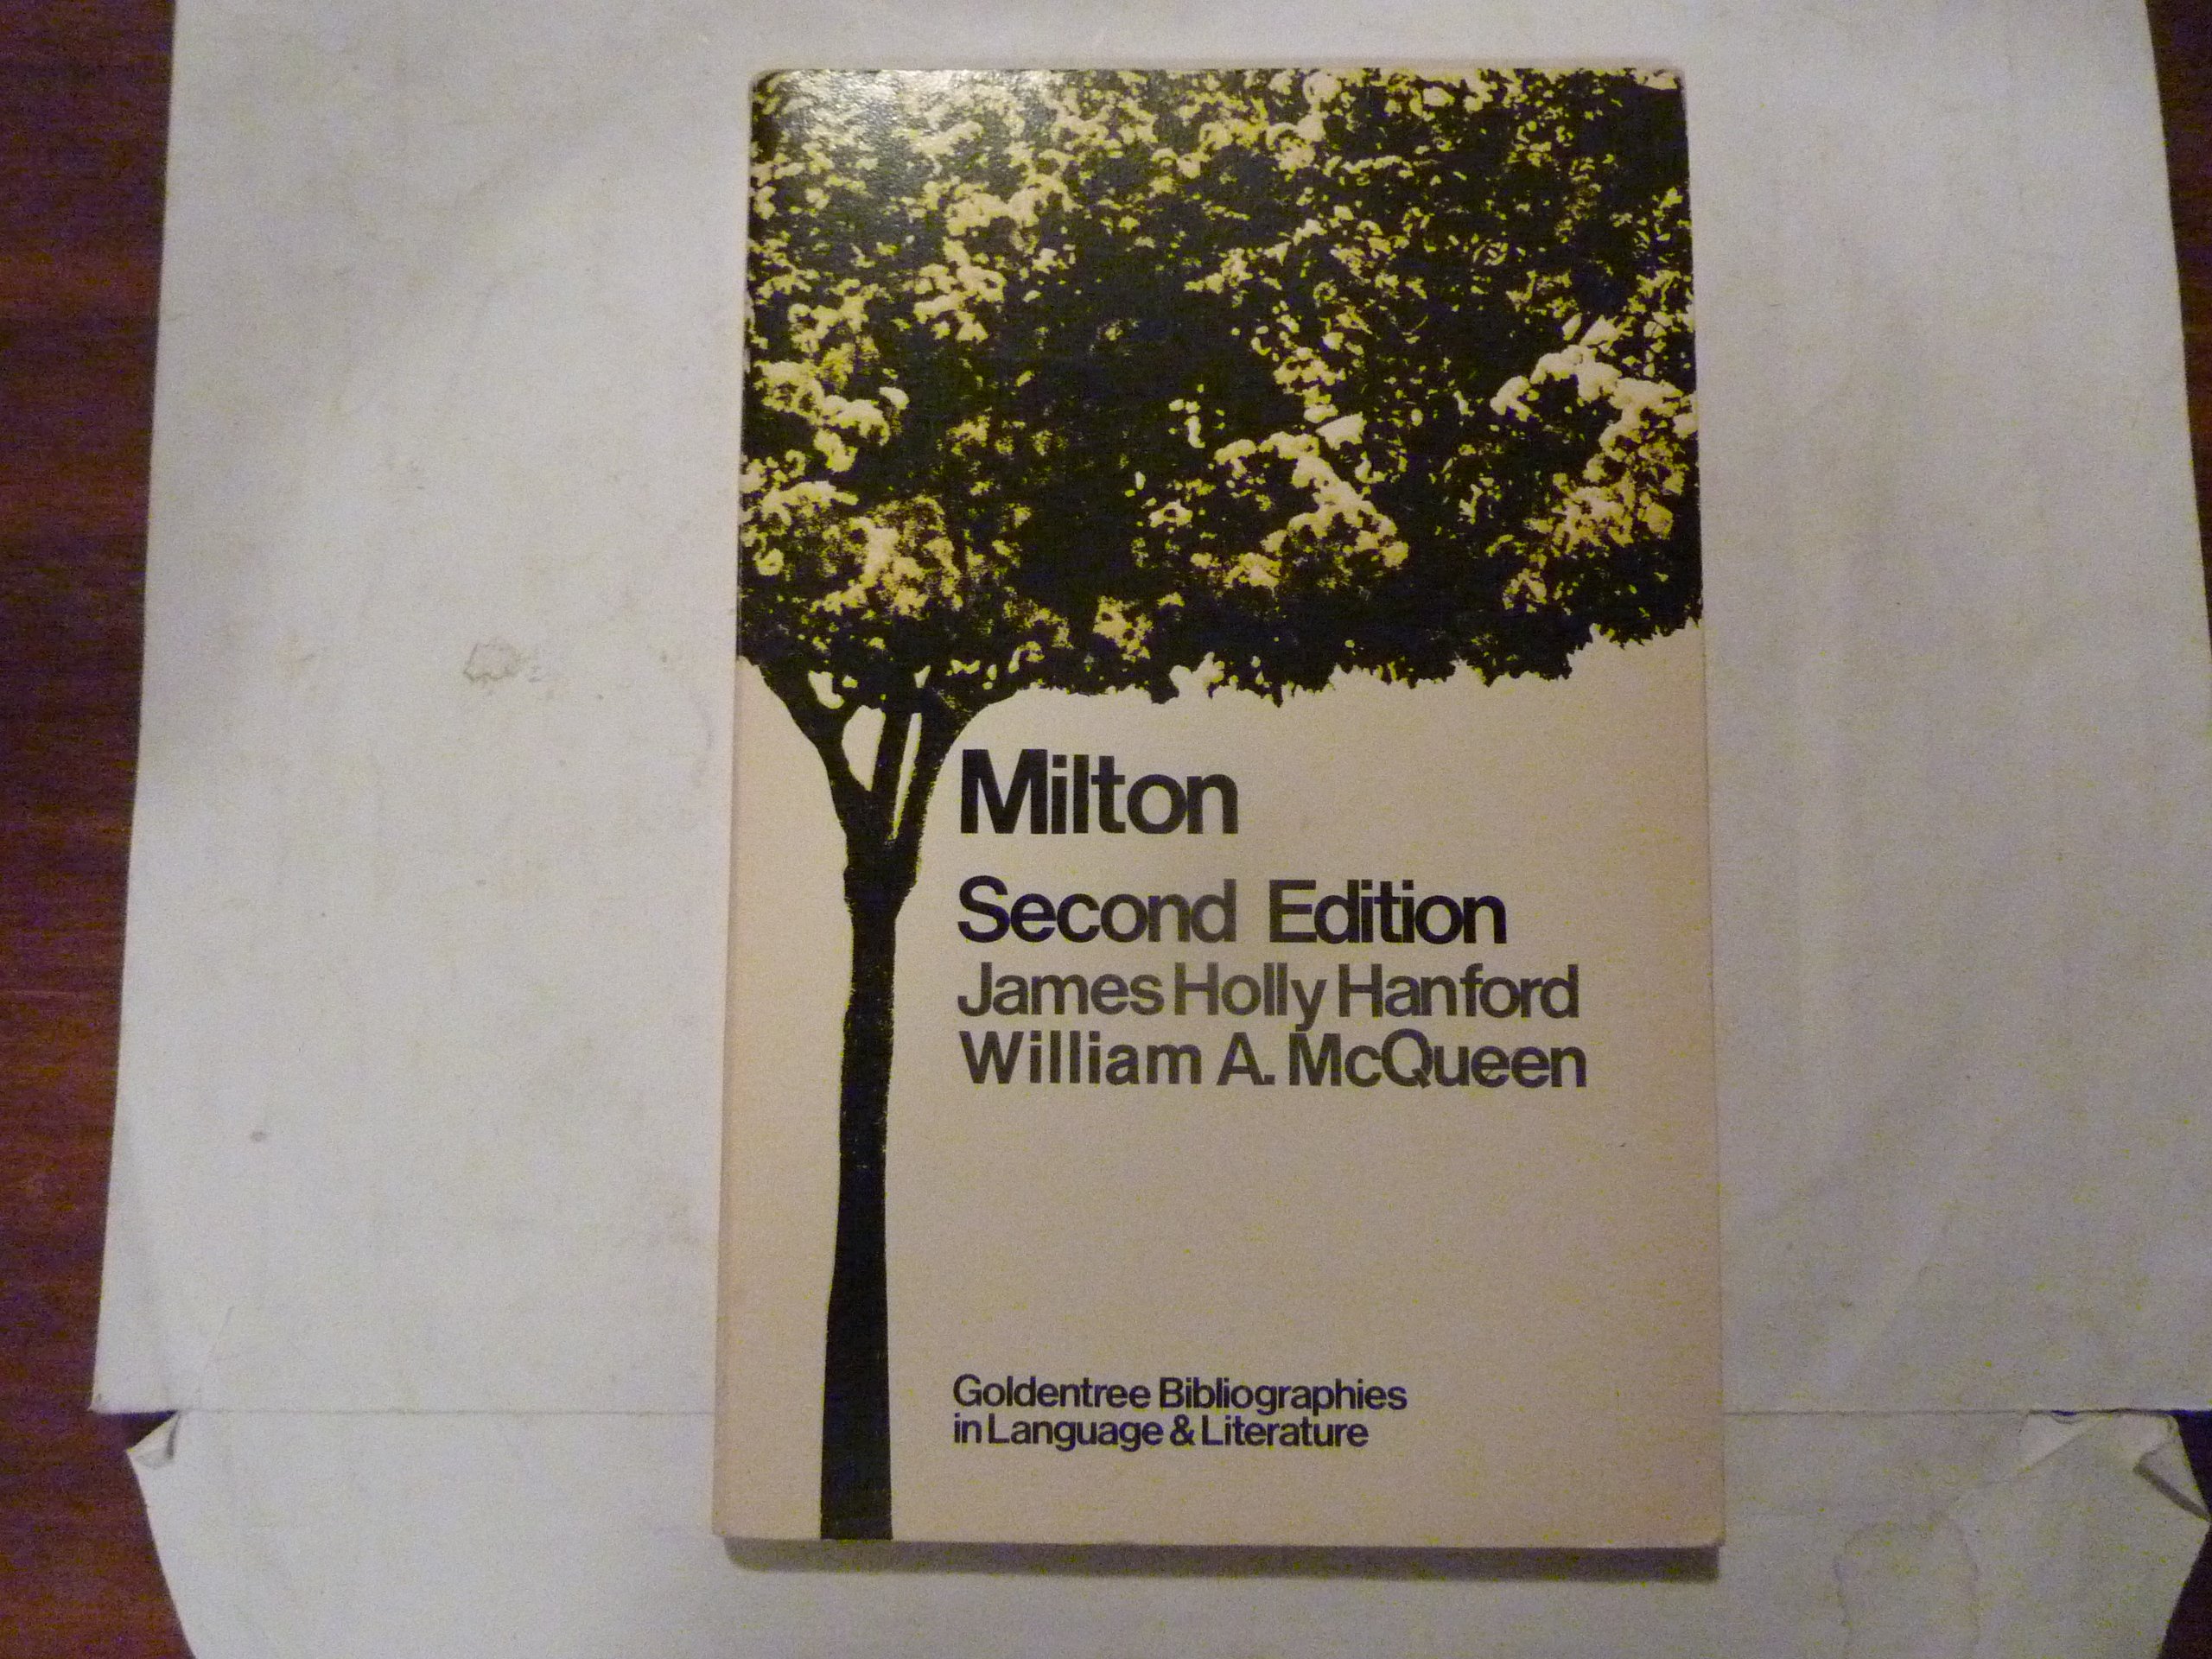 Milton
Second Edition
James Holly Hanford
William A. McQueen
Goldentree Bibliographies
in Language & Literature